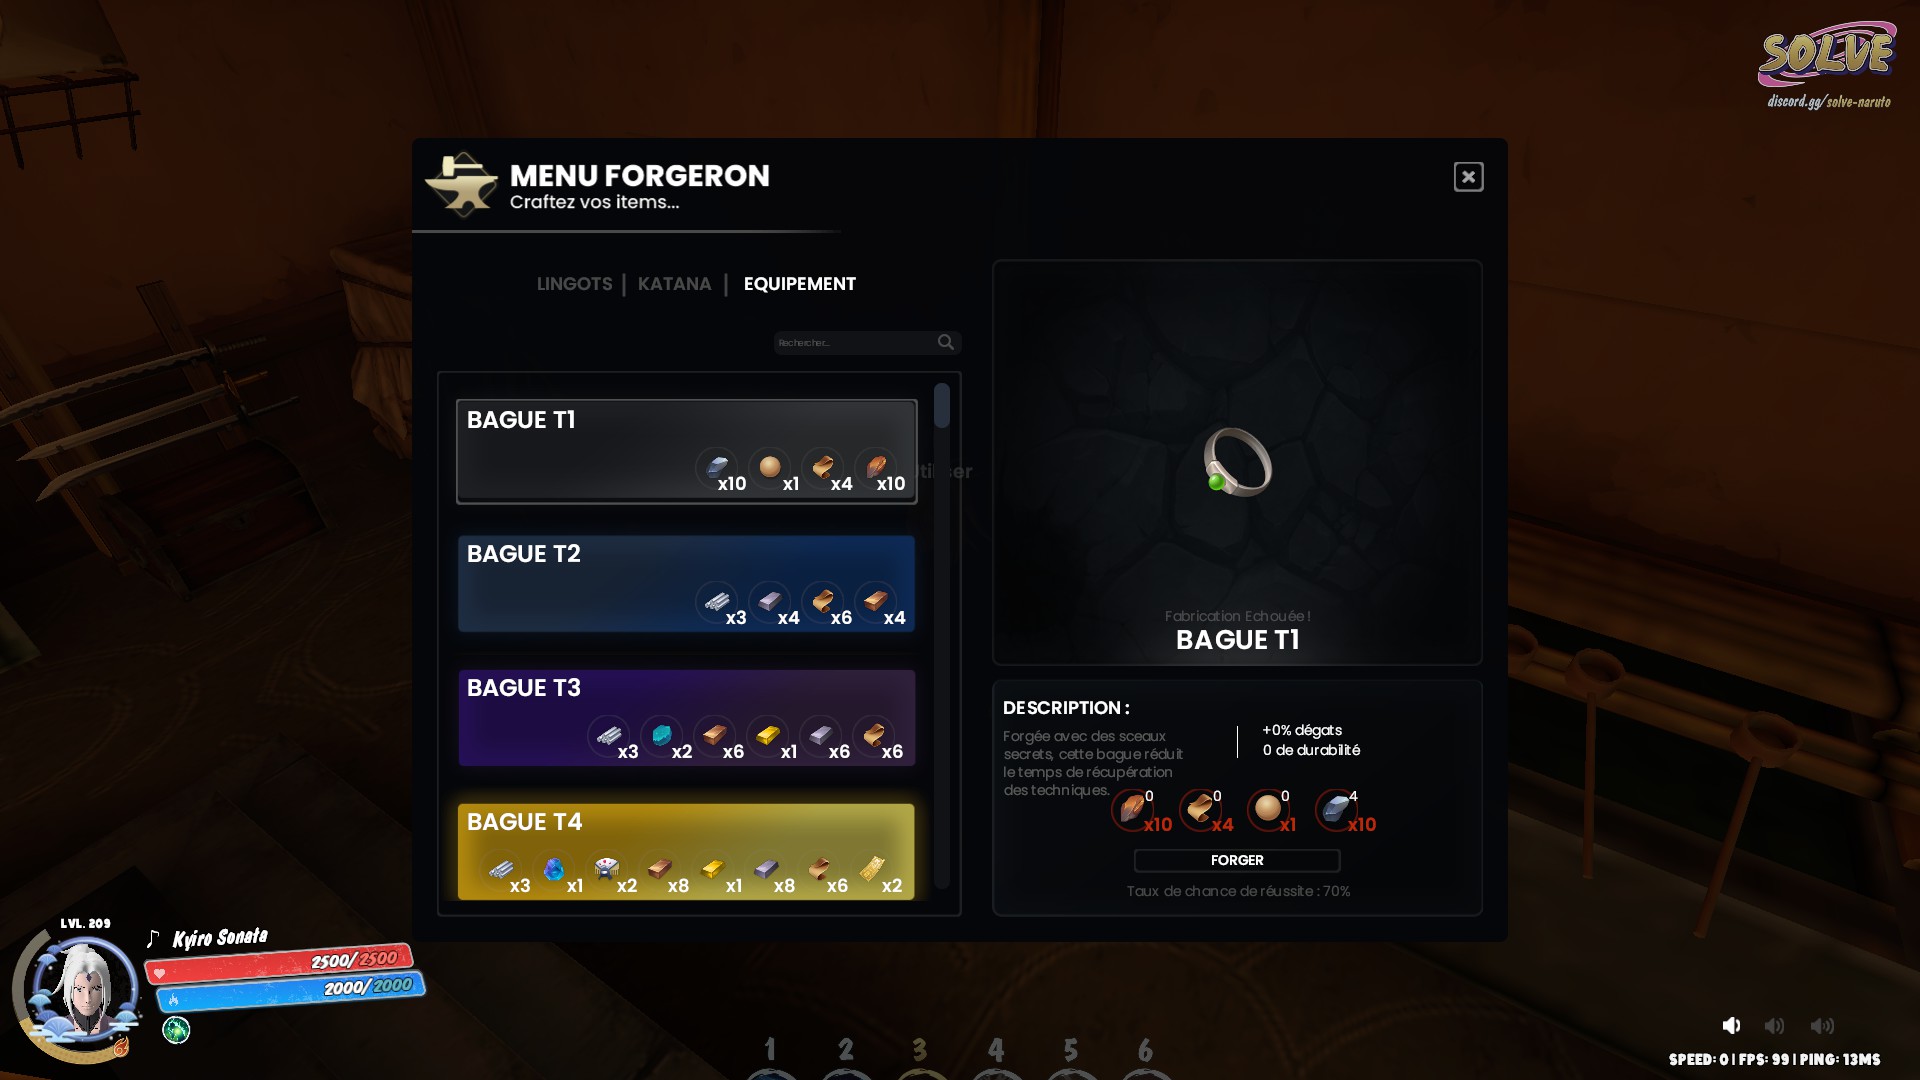 SOLVE
discord.gg/solve-naruto
MENU FORGERON
Craftez vos items...
LINGOTS | KATANA | EQUIPEMENT
Rechercher...
BAGUE T1
x10 x1 x4 x10
BAGUE T2
x3 x4 x6 x4
BAGUE T3
x3 x2 x6 x1 x6 x6
BAGUE T4
x3 x1 x2 x8 x1 x8 x6 x2
Fabrication Echouée !
BAGUE T1
DESCRIPTION :
Forgée avec des sceaux
secrets, cette bague réduit
le temps de récupération
des techniques.
+0% dégats
0 de durabilité
0 0 0 4
x10 x4 x1 x10
FORGER
Taux de chance de réussite : 70%
LVL. 209
Kyiro Sonata
2500/2500
2000/2000
1 2 3 4 5 6
SPEED: 0 | FPS: 99 | PING: 13MS